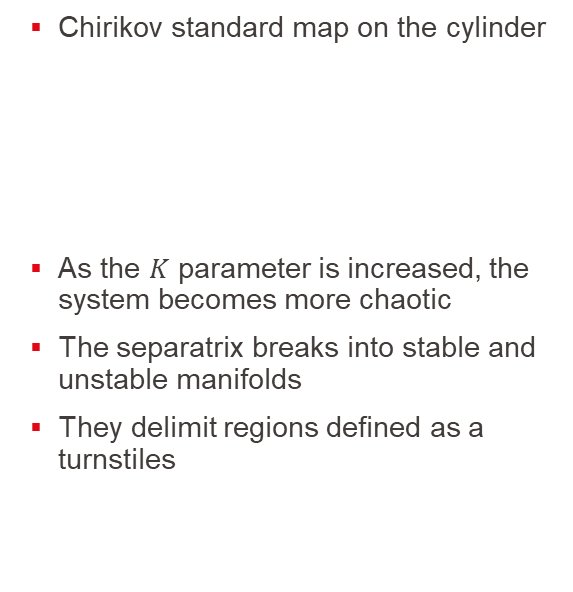 ▪ Chirikov standard map on the cylinder
▪ As the K parameter is increased, the
system becomes more chaotic
▪ The separatrix breaks into stable and
unstable manifolds
▪ They delimit regions defined as a
turnstiles